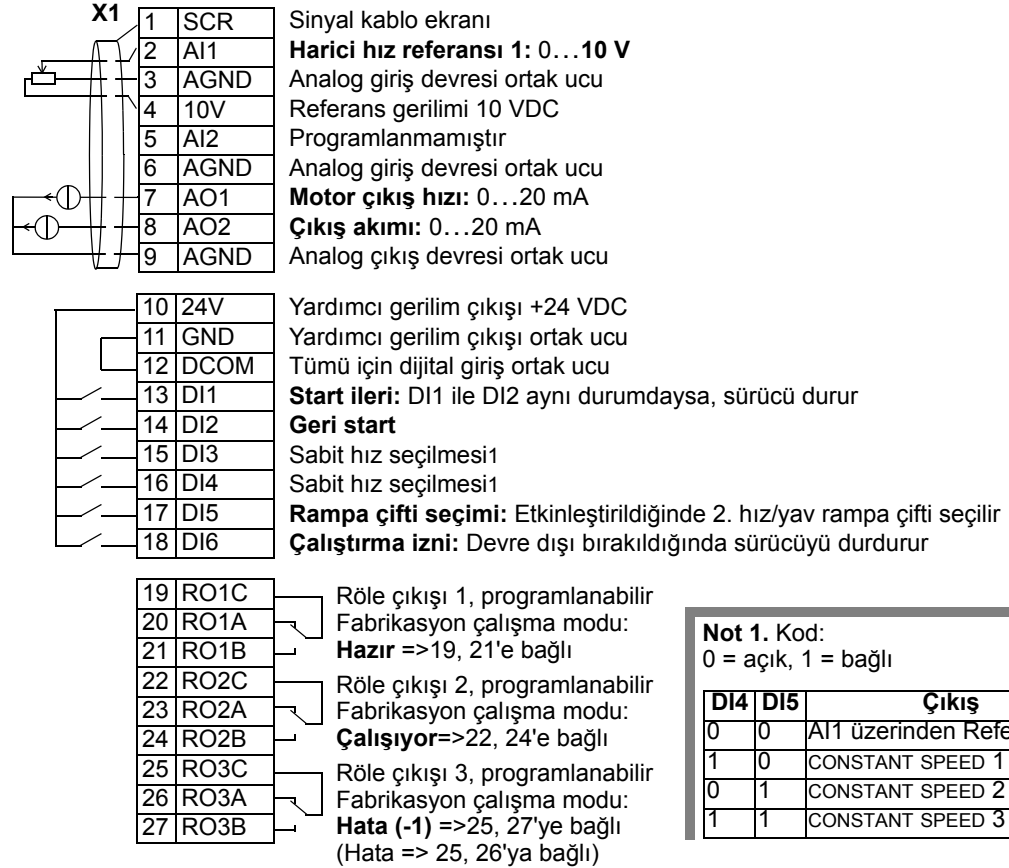 X1
1 SCR Sinyal kablo ekranı
2 AI1 Harici hız referansı 1: 0…10 V
3 AGND Analog giriş devresi ortak ucu
4 10V Referans gerilimi 10 VDC
5 AI2 Programlanmamıştır
6 AGND Analog giriş devresi ortak ucu
7 AO1 Motor çıkış hızı: 0…20 mA
8 AO2 Çıkış akımı: 0…20 mA
9 AGND Analog çıkış devresi ortak ucu
10 24V Yardımcı gerilim çıkışı +24 VDC
11 GND Yardımcı gerilim çıkışı ortak ucu
12 DCOM Tümü için dijital giriş ortak ucu
13 DI1 Start ileri: DI1 ile DI2 aynı durumdaysa, sürücü durur
14 DI2 Geri start
15 DI3 Sabit hız seçilmesi1
16 DI4 Sabit hız seçilmesi1
17 DI5 Rampa çifti seçimi: Etkinleştirildiğinde 2. hız/yav rampa çifti seçilir
18 DI6 Çalıştırma izni: Devre dışı bırakıldığında sürücüyü durdurur
19 RO1C Röle çıkışı 1, programlanabilir
20 RO1A Fabrikasyon çalışma modu:
21 RO1B Hazır =>19, 21'e bağlı
22 RO2C Röle çıkışı 2, programlanabilir
23 RO2A Fabrikasyon çalışma modu:
24 RO2B Çalışıyor=>22, 24'e bağlı
25 RO3C Röle çıkışı 3, programlanabilir
26 RO3A Fabrikasyon çalışma modu:
27 RO3B Hata (-1) =>25, 27'ye bağlı
(Hata => 25, 26'ya bağlı)
Not 1. Kod:
0 = açık, 1 = bağlı
DI4 DI5 Çıkış
0 0 AI1 üzerinden
1 0 CONSTANT SPEED 1
0 1 CONSTANT SPEED 2
1 1 CONSTANT SPEED 3